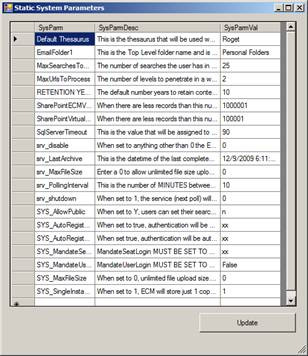 Static System Parameters
SysParm SysParmDesc SysParmVal
Default Thesaurus This is the thesaurus that will be used w... Roget
EmailFolder1 This is the Top Level folder name and is ... Personal Folders
MaxSearchesTo... The number of searches the user has in ... 25
MaxUrlsToProcess The number of levels to penetrate in a w... 2
RETENTION YE... The default number years to retain conte... 10
SharePointECMV... When there are less records than this nu... 1000001
SharePointVirtual... When there are less records than this nu... 100001
SqlServerTimeout This is the value that will be assigned to ... 90
srv_disable When set to anything other than 0 the E... 0
srv_LastArchive This is the datetime of the last complete... 12/9/2009 6:11:...
srv_MaxFileSize Enter a 0 to allow unlimited file size uplo... 0
srv_PollingInterval This is the number of MINUTES betwee... 10
srv_shutdown When set to 1, the service (next poll) will ... 0
SYS_AllowPublic When set to Y, users can set their searc... n
SYS_AutoRegist... When set to true, authentication will be ... xx
SYS_AutoRegist... When set true, authentication will be aut... xx
SYS_MandateSe... MandateSeatLogin MUST BE SET TO ... xx
SYS_MandateUs... MandateUserLogin MUST BE SET TO ... False
SYS_MaxFileSize When set to 0, unlimited file upload size ... 0
SYS_SingleInsta... When set to 1, ECM will store just 1 cop... 1
Update